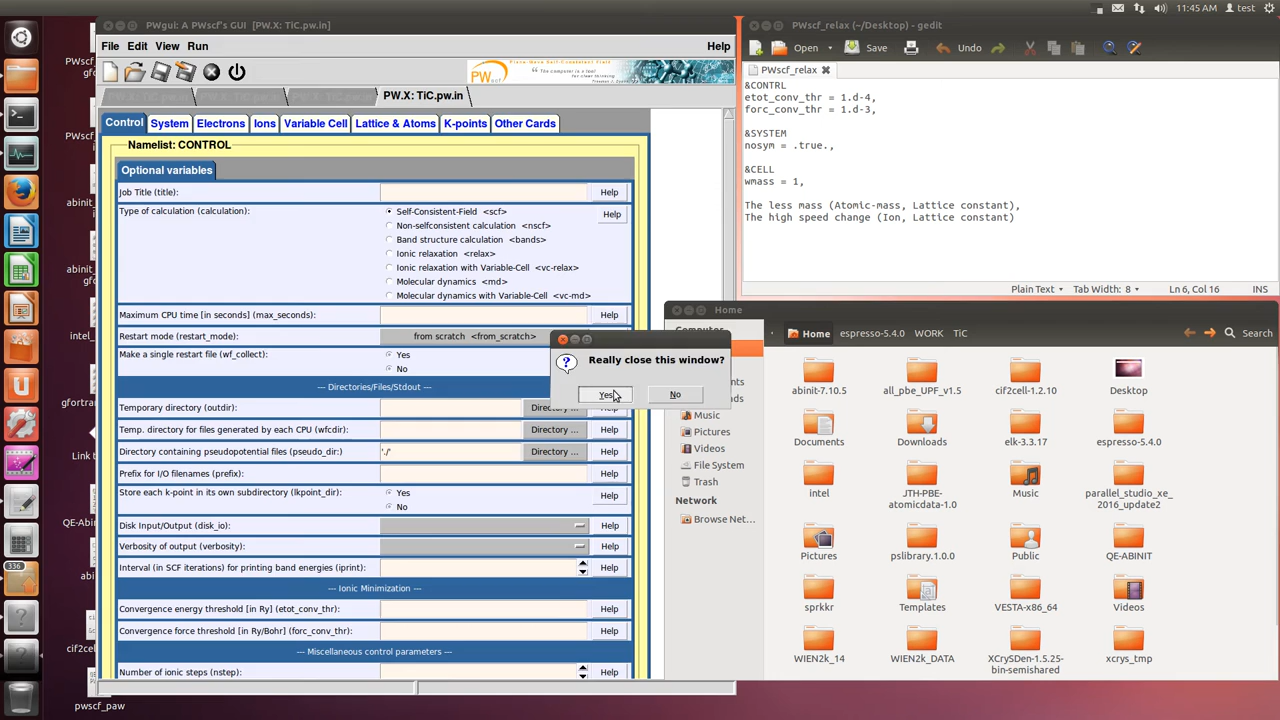 PWgui: A PWscf's GUI [PW.X: TiC.pw.in]
File Edit View Run Help
PW.X: TiC.pw.in
Control System Electrons Ions Variable Cell Lattice & Atoms K-points Other Cards
Namelist: CONTROL
Optional variables
Job Title (title): Help
Type of calculation (calculation): Self-Consistent-Field <scf> Help
Non-selfconsistent calculation <nscf>
Band structure calculation <bands>
Ionic relaxation <relax>
Ionic relaxation with Variable-Cell <vc-relax>
Molecular dynamics <md>
Molecular dynamics with Variable-Cell <vc-md>
Maximum CPU time [in seconds] (max_seconds): Help
Restart mode (restart_mode): from scratch <from_scratch>
Make a single restart file (wf_collect): Yes
No
--- Directories/Files/Stdout ---
Temporary directory (outdir): Directory ... Help
Temp. directory for files generated by each CPU (wfcdir): Directory ... Help
Directory containing pseudopotential files (pseudo_dir:) './' Directory ... Help
Prefix for I/O filenames (prefix): Help
Store each k-point in its own subdirectory (lkpoint_dir): Yes Help
No
Disk Input/Output (disk_io): Help
Verbosity of output (verbosity): Help
Interval (in SCF iterations) for printing band energies (iprint): Help
--- Ionic Minimization ---
Convergence energy threshold [in Ry] (etot_conv_thr): Help
Convergence force threshold [in Ry/Bohr] (forc_conv_thr): Help
--- Miscellaneous control parameters ---
Number of ionic steps (nstep): Help
Really close this window?
Yes No
11:45 AM test
PWscf_relax (~/Desktop) - gedit
Open Save Undo
PWscf_relax
&CONTRL
etot_conv_thr = 1.d-4,
forc_conv_thr = 1.d-3,
&SYSTEM
nosym = .true.,
&CELL
wmass = 1,
The less mass (Atomic-mass, Lattice constant),
The high speed change (Ion, Lattice constant)
Plain Text Tab Width: 8 Ln 6, Col 16 INS
Home
Home espresso-5.4.0 WORK TiC Search
Music
Pictures
Videos
File System
Trash
Network
Browse Net...
abinit-7.10.5 all_pbe_UPF_v1.5 cif2cell-1.2.10 Desktop
Documents Downloads elk-3.3.17 espresso-5.4.0
intel JTH-PBE-atomicdata-1.0 Music parallel_studio_xe_2016_update2
Pictures pslibrary.1.0.0 Public QE-ABINIT
sprkkr Templates VESTA-x86_64 Videos
WIEN2k_14 WIEN2k_DATA XCrySDen-1.5.25-bin-semishared xcrys_tmp
336
pwscf_paw